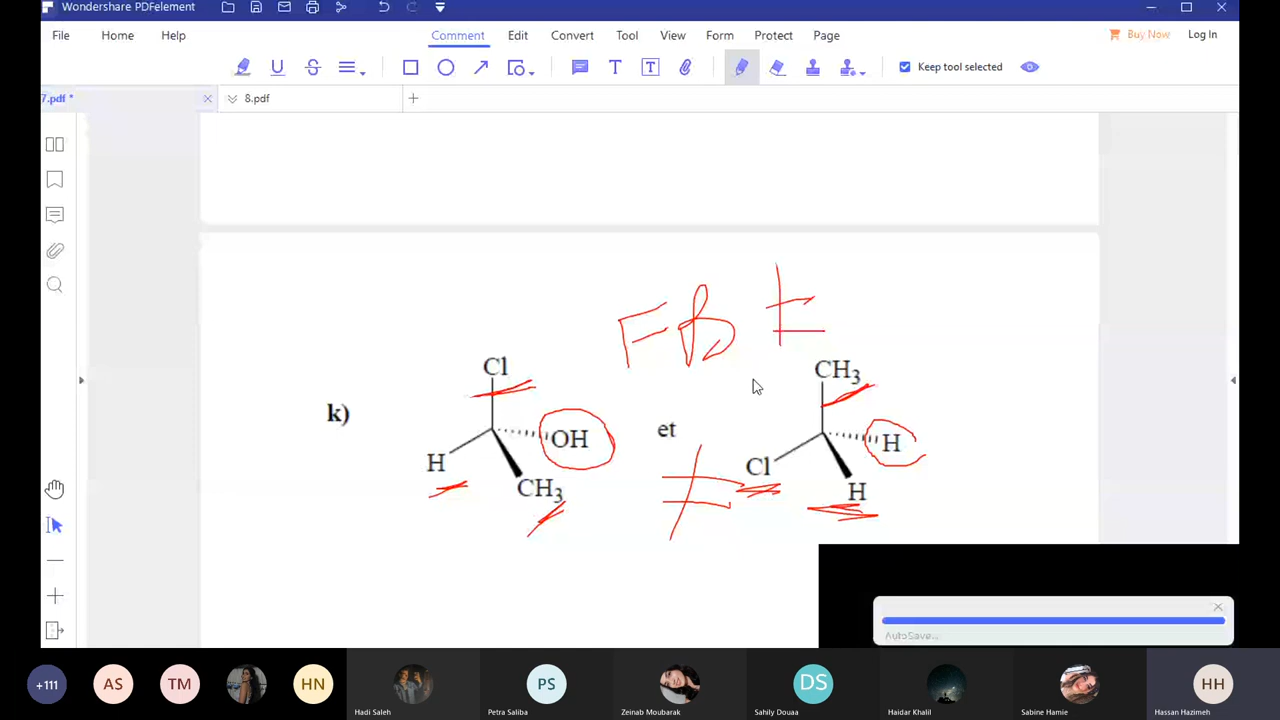 Wondershare PDFelement
File Home Help Comment Edit Convert Tool View Form Protect Page Buy Now Log In
Keep tool selected
7.pdf * 8.pdf
FB
Cl CH3
k) OH et H
H Cl
CH3 H
≠
AutoSave...
+111 AS TM HN PS DS HH
Hadi Saleh Petra Saliba Zeinab Moubarak Sahily Douaa Haidar Khalil Sabine Hamie Hassan Hazimeh